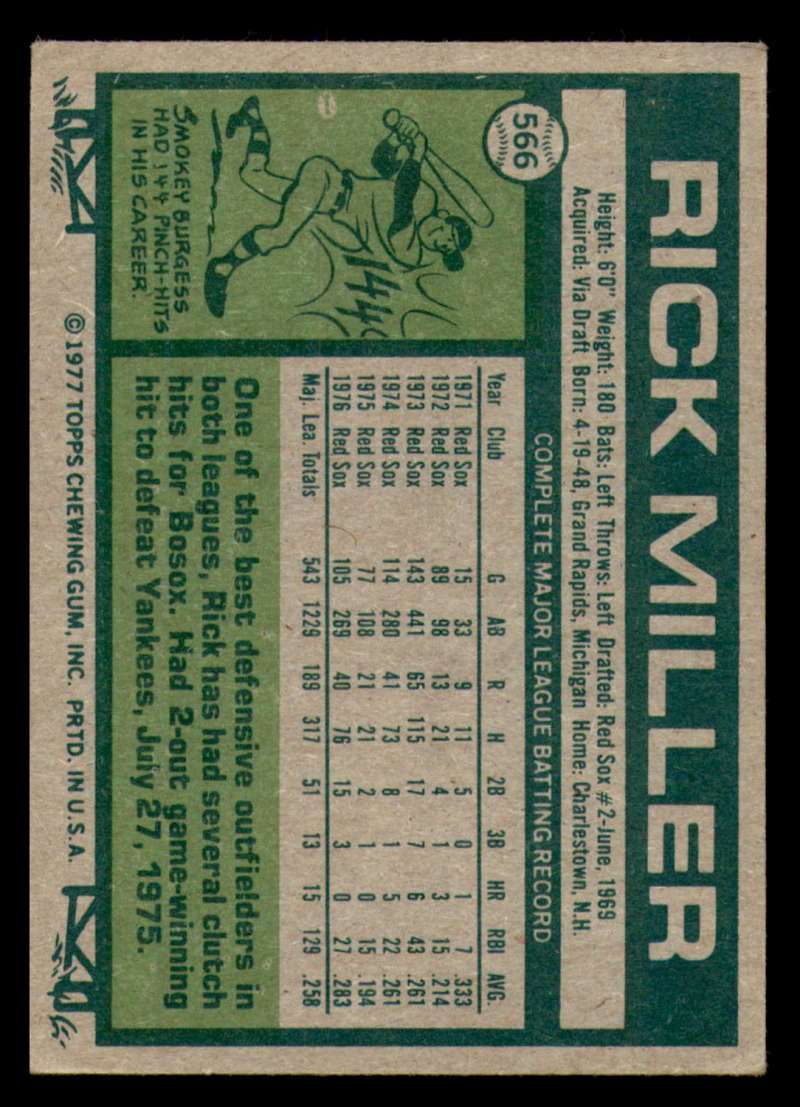 566
RICK MILLER
Height: 6'0" Weight: 180 Bats: Left Throws: Left Drafted: Red Sox #2-June, 1969
Acquired: Via Draft Born: 4-19-48, Grand Rapids, Michigan Home: Charlestown, N.H.
COMPLETE MAJOR LEAGUE BATTING RECORD
Year Club G AB R H 2B 3B HR RBI AVG.
1971 Red Sox 15 33 9 11 5 0 1 7 .333
1972 Red Sox 89 98 13 21 4 1 3 15 .214
1973 Red Sox 143 441 65 115 17 7 6 43 .261
1974 Red Sox 114 280 41 73 8 1 5 22 .261
1975 Red Sox 77 108 21 21 2 1 0 15 .194
1976 Red Sox 105 269 40 76 15 3 0 27 .283
Maj. Lea. Totals 543 1229 189 317 51 13 15 129 .258
144
SMOKEY BURGESS
HAD 144 PINCH-HITS
IN HIS CAREER.
One of the best defensive outfielders in
both leagues, Rick has had several clutch
hits for Bosox. Had 2-out game-winning
hit to defeat Yankees, July 27, 1975.
©1977 TOPPS CHEWING GUM, INC. PRTD. IN U.S.A.